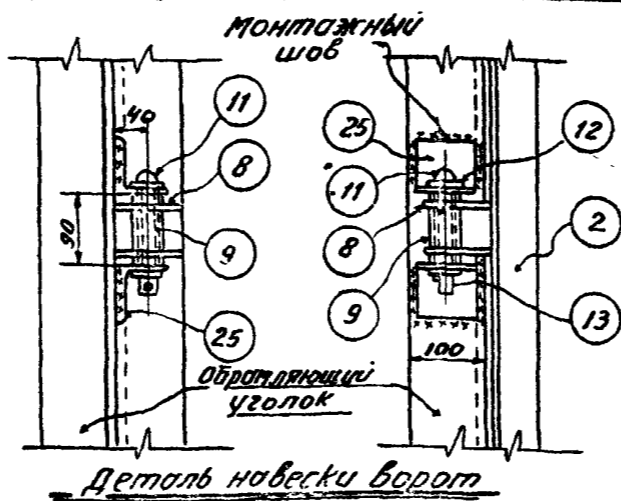 Монтажный
шов
40
11
25
12
8
11
90
9
8
2
9
25
13
100
Обрамляющий
уголок
Деталь навески ворот